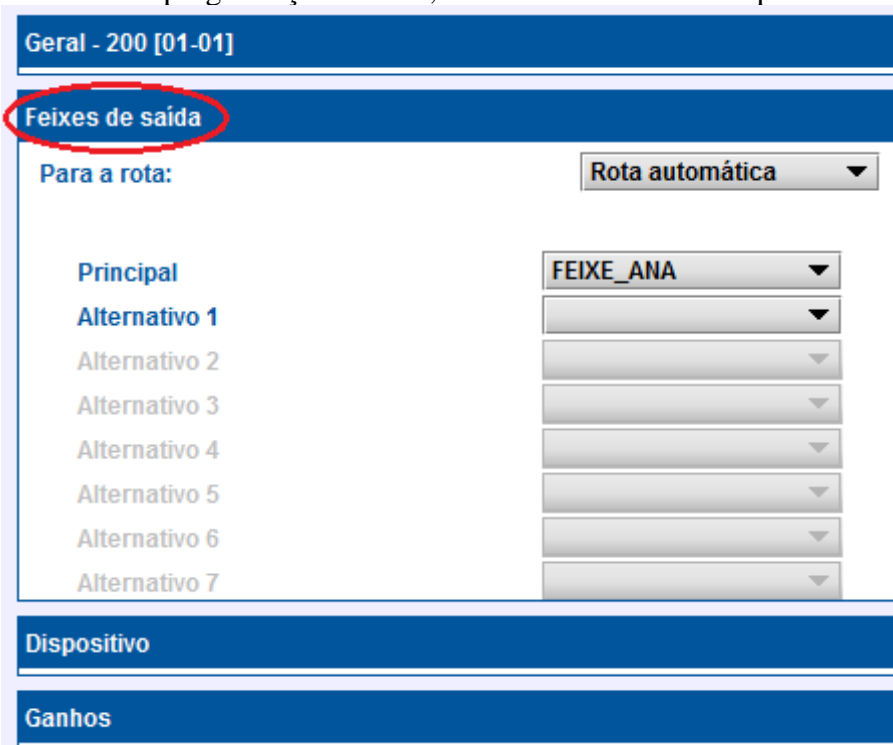 Geral - 200 [01-01]
Feixes de saída
Para a rota: Rota automática
Principal FEIXE_ANA
Alternativo 1
Alternativo 2
Alternativo 3
Alternativo 4
Alternativo 5
Alternativo 6
Alternativo 7
Dispositivo
Ganhos